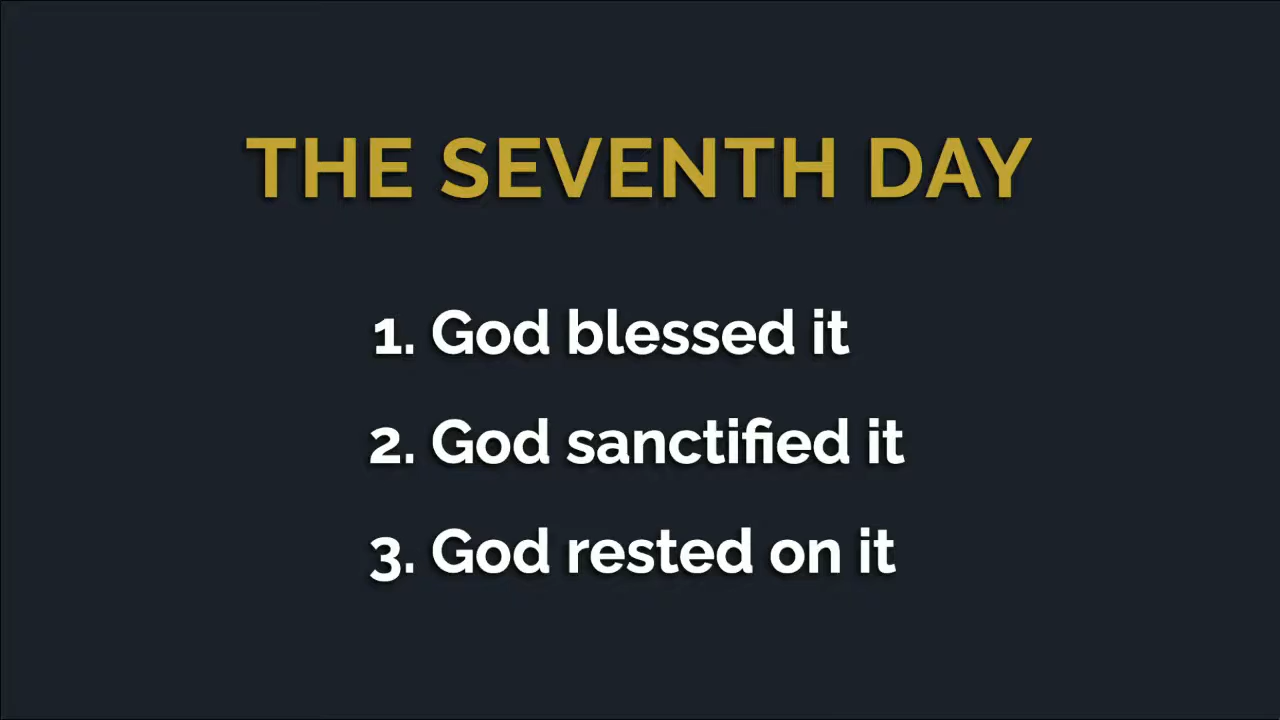 THE SEVENTH DAY
1. God blessed it
2. God sanctified it
3. God rested on it